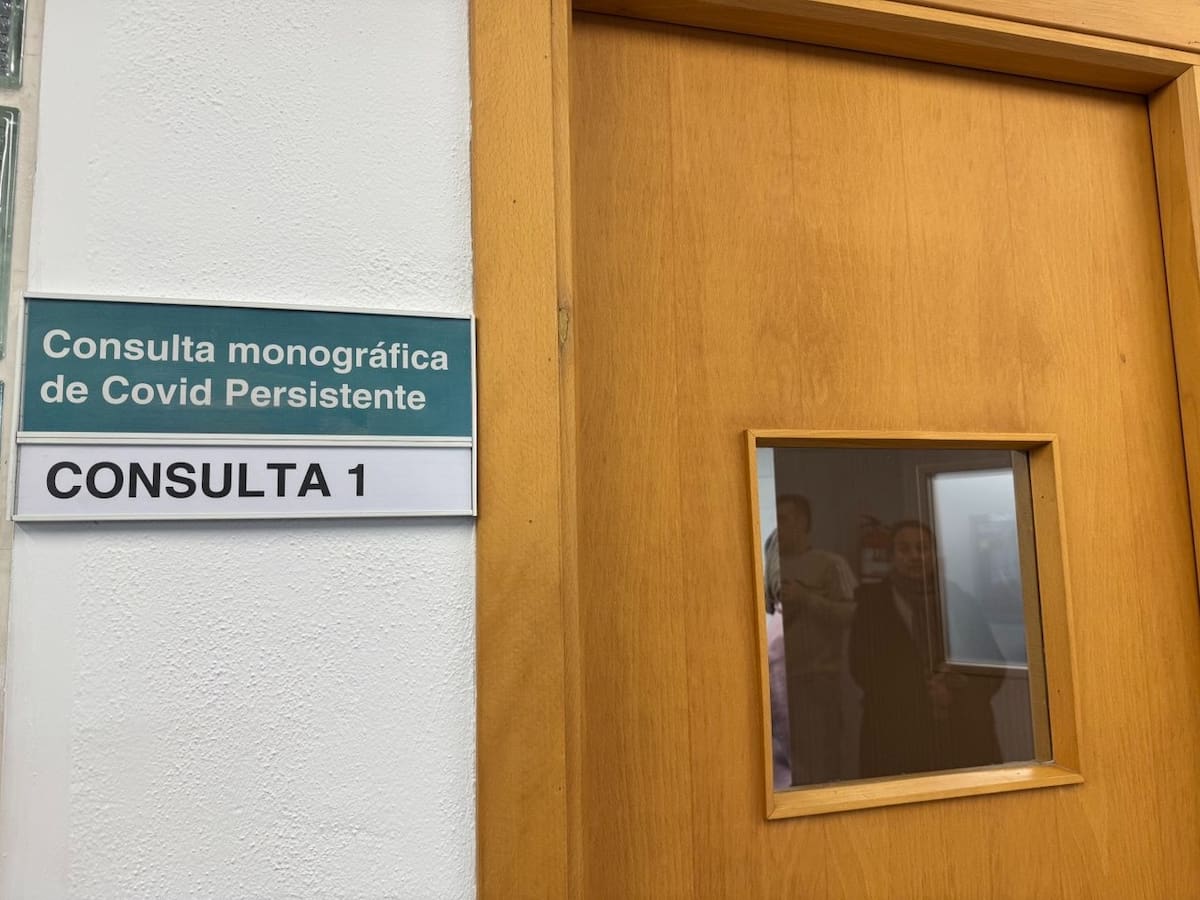 Consulta monográfica
de Covid Persistente
CONSULTA 1